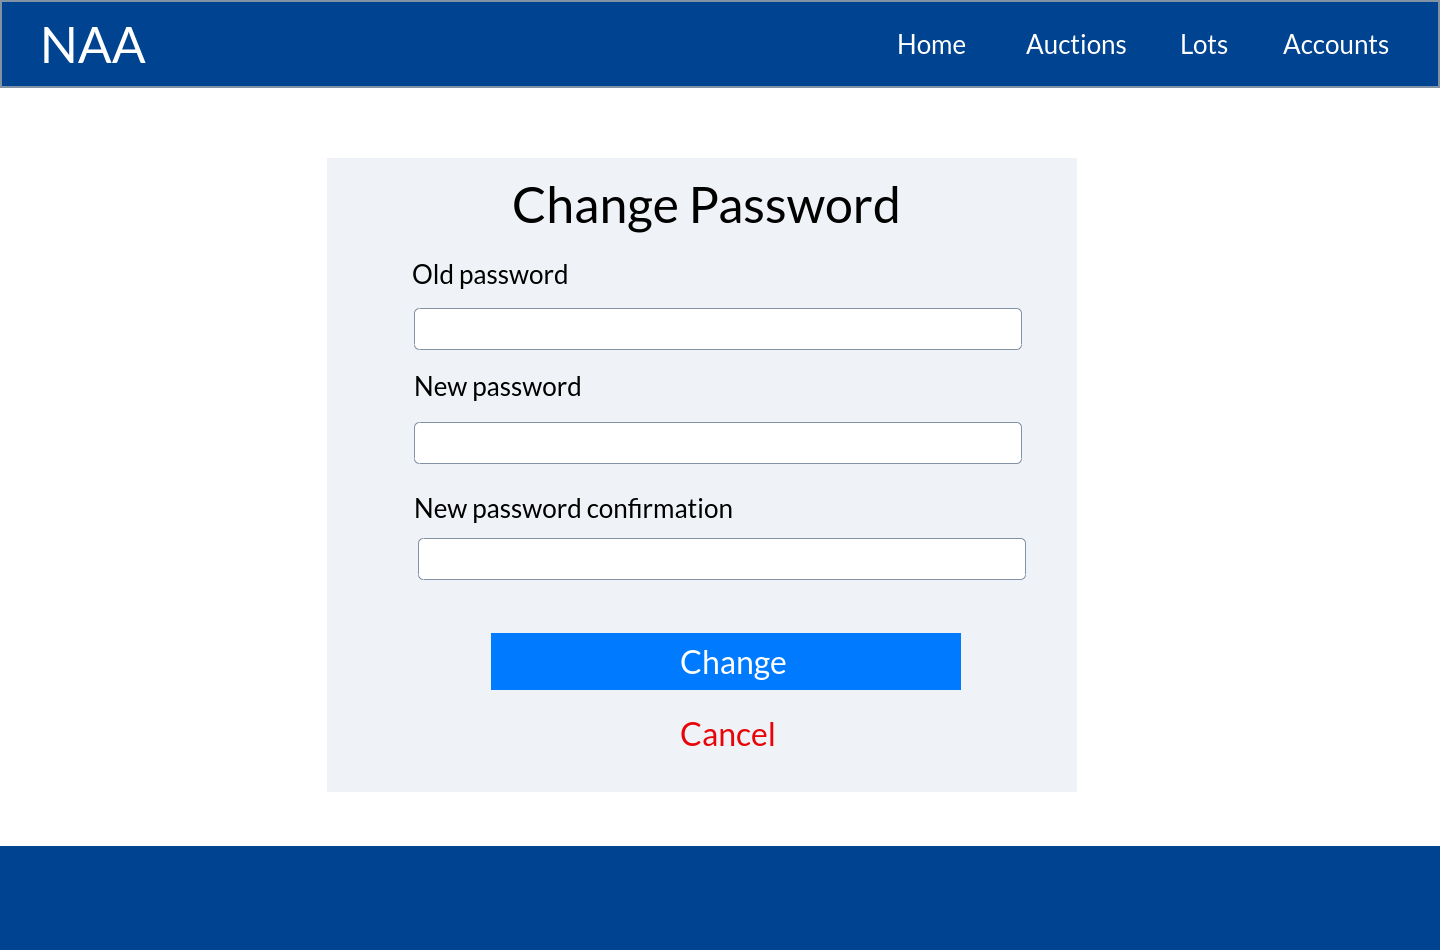 NAA
Home Auctions Lots Accounts
Change Password
Old password
New password
New password confirmation
Change
Cancel